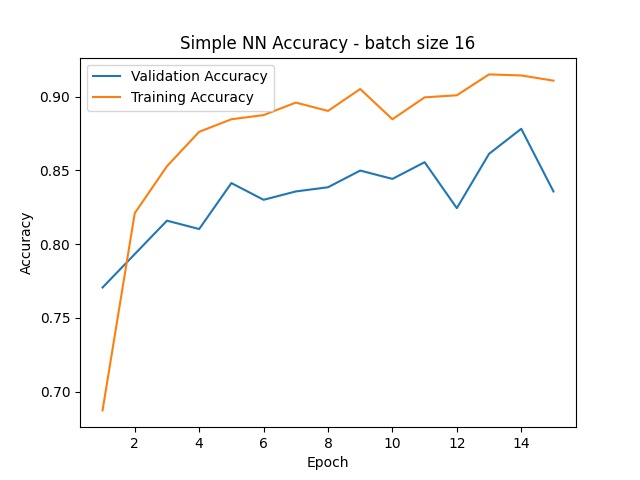 Simple NN Accuracy - batch size 16
Validation Accuracy
Training Accuracy
0.90
0.85
0.80
0.75
0.70
Accuracy
2 4 6 8 10 12 14
Epoch